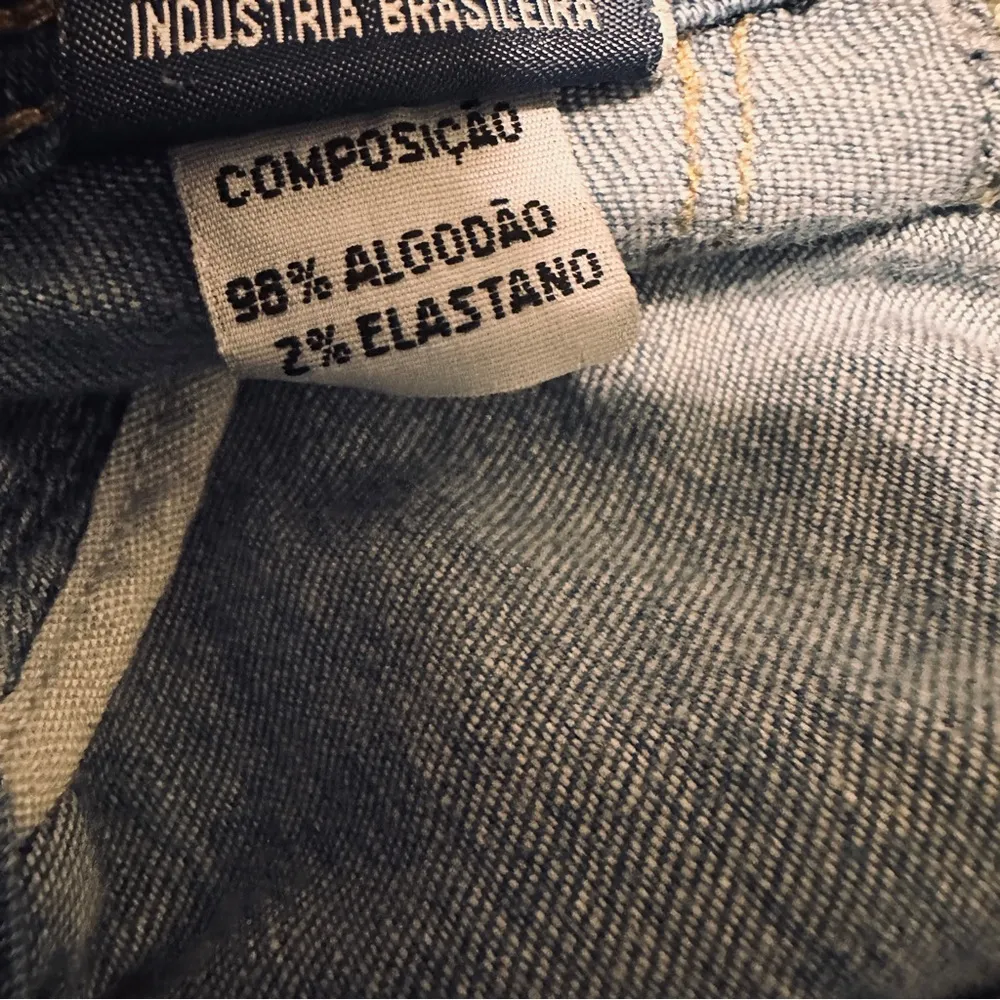 INDUSTRIA BRASILEIRA
COMPOSIÇÃO
98% ALGODÃO
2% ELASTANO